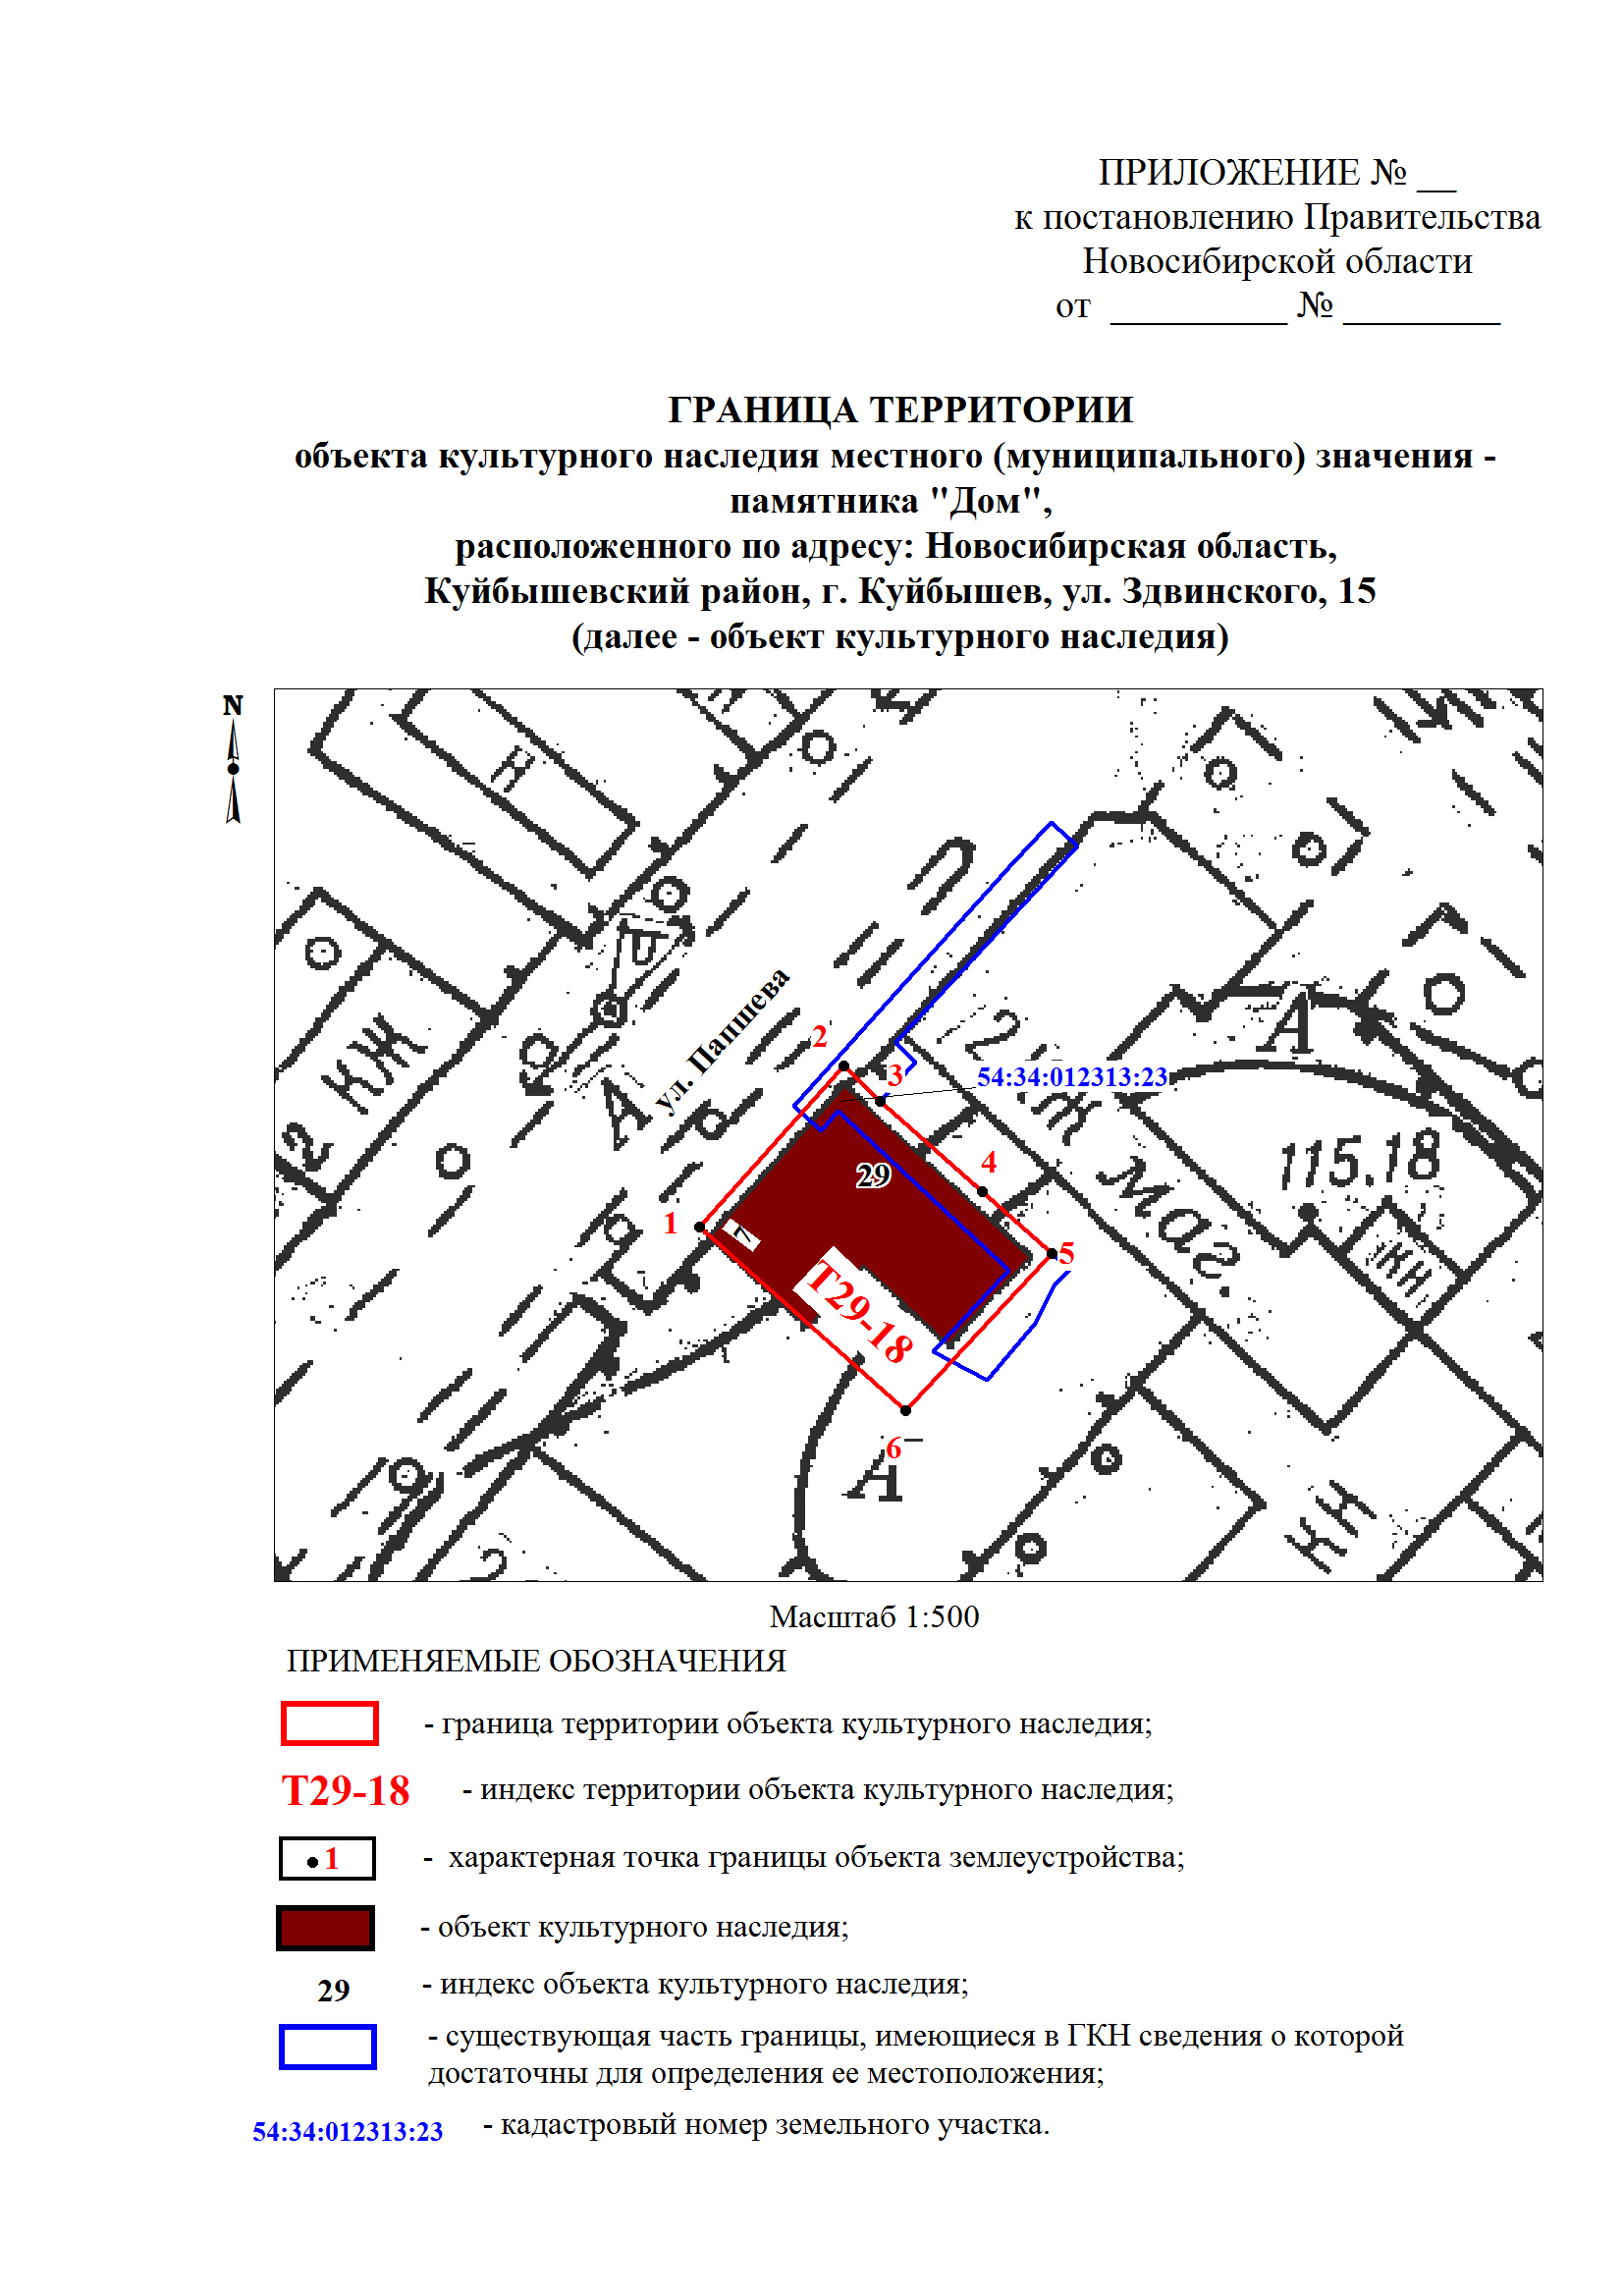 ПРИЛОЖЕНИЕ № __
к постановлению Правительства
Новосибирской области
от __________ № _________
ГРАНИЦА ТЕРРИТОРИИ
объекта культурного наследия местного (муниципального) значения -
памятника "Дом",
расположенного по адресу: Новосибирская область,
Куйбышевский район, г. Куйбышев, ул. Здвинского, 15
(далее - объект культурного наследия)
N
Н
2 КЖ
А
ул. Папшева
2
3
54:34:012313:23
А
115.18
29
4
1
7
5
маг.
Т29-18
6
А
КН
Масштаб 1:500
ПРИМЕНЯЕМЫЕ ОБОЗНАЧЕНИЯ
- граница территории объекта культурного наследия;
Т29-18 - индекс территории объекта культурного наследия;
1 - характерная точка границы объекта землеустройства;
- объект культурного наследия;
29 - индекс объекта культурного наследия;
- существующая часть границы, имеющиеся в ГКН сведения о которой
достаточны для определения ее местоположения;
54:34:012313:23 - кадастровый номер земельного участка.